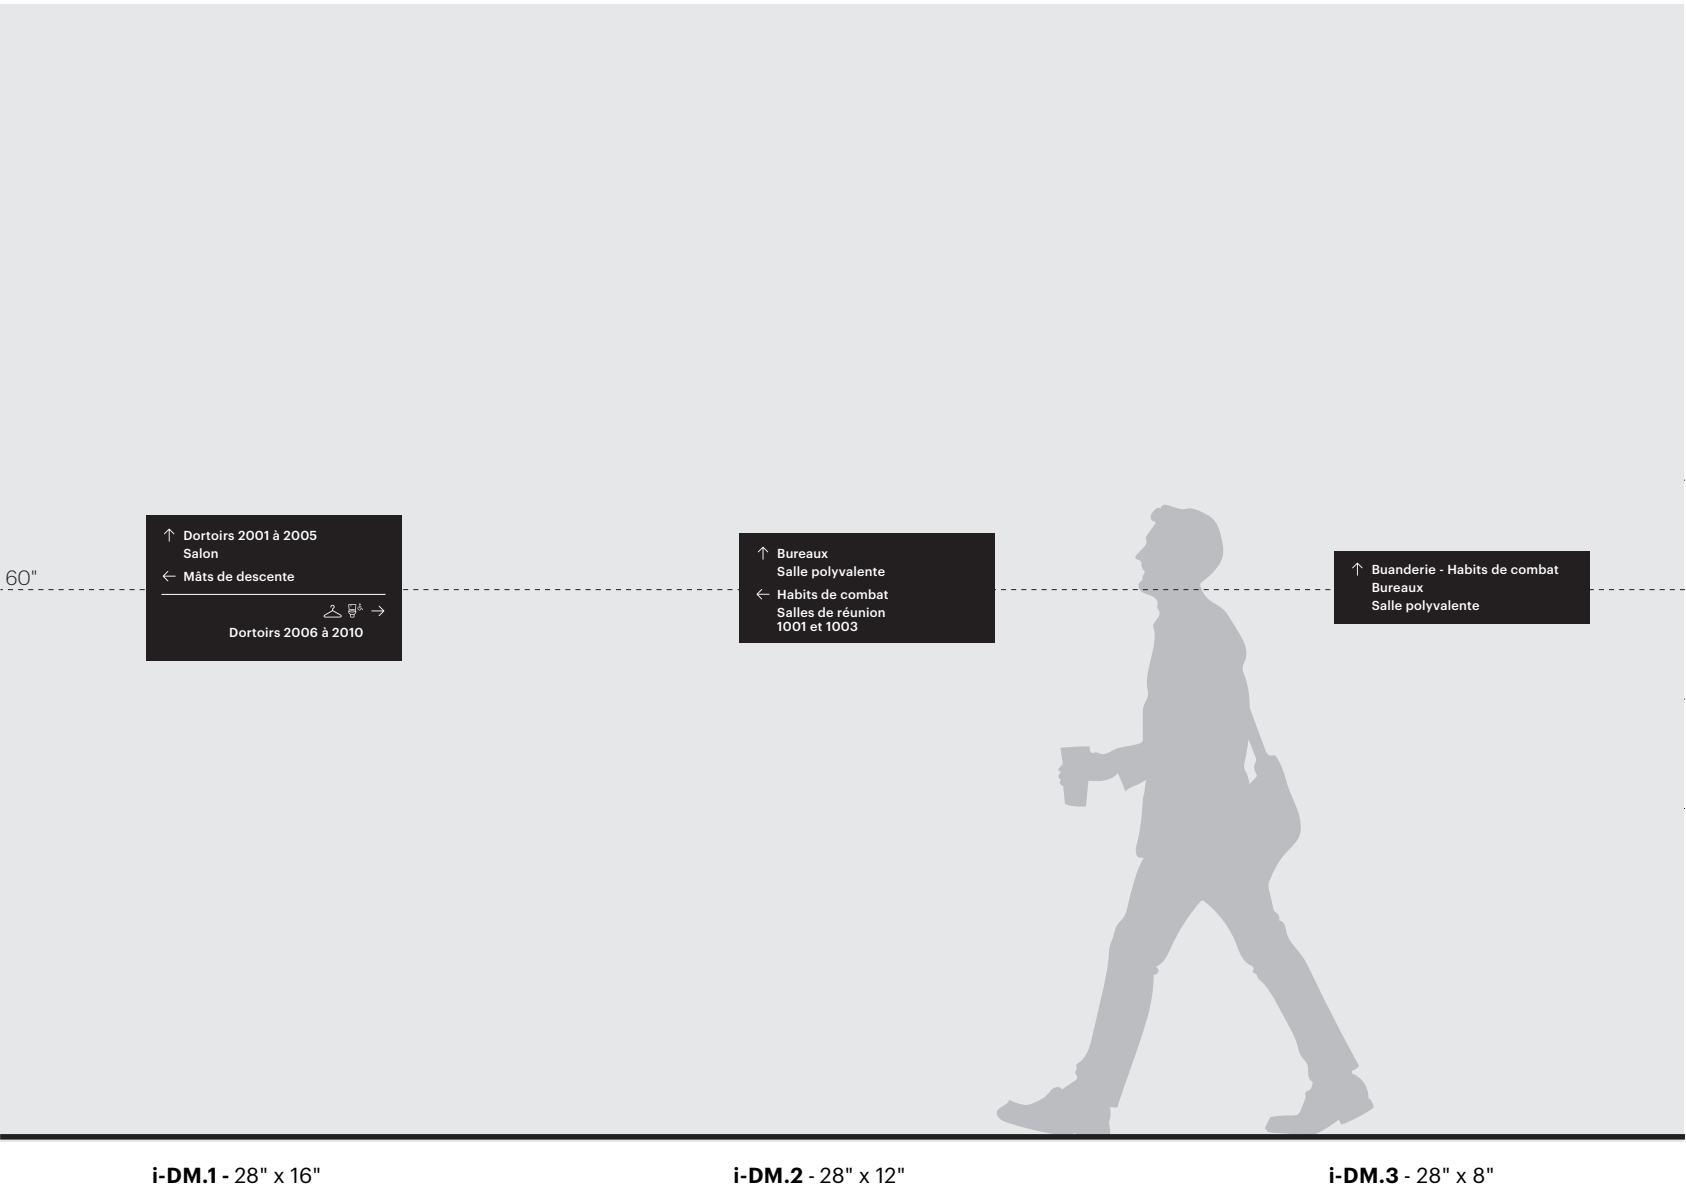 60"
↑ Dortoirs 2001 à 2005
Salon
← Mâts de descente
→
Dortoirs 2006 à 2010
↑ Bureaux
Salle polyvalente
← Habits de combat
Salles de réunion
1001 et 1003
↑ Buanderie - Habits de combat
Bureaux
Salle polyvalente
i-DM.1 - 28" x 16"
i-DM.2 - 28" x 12"
i-DM.3 - 28" x 8"